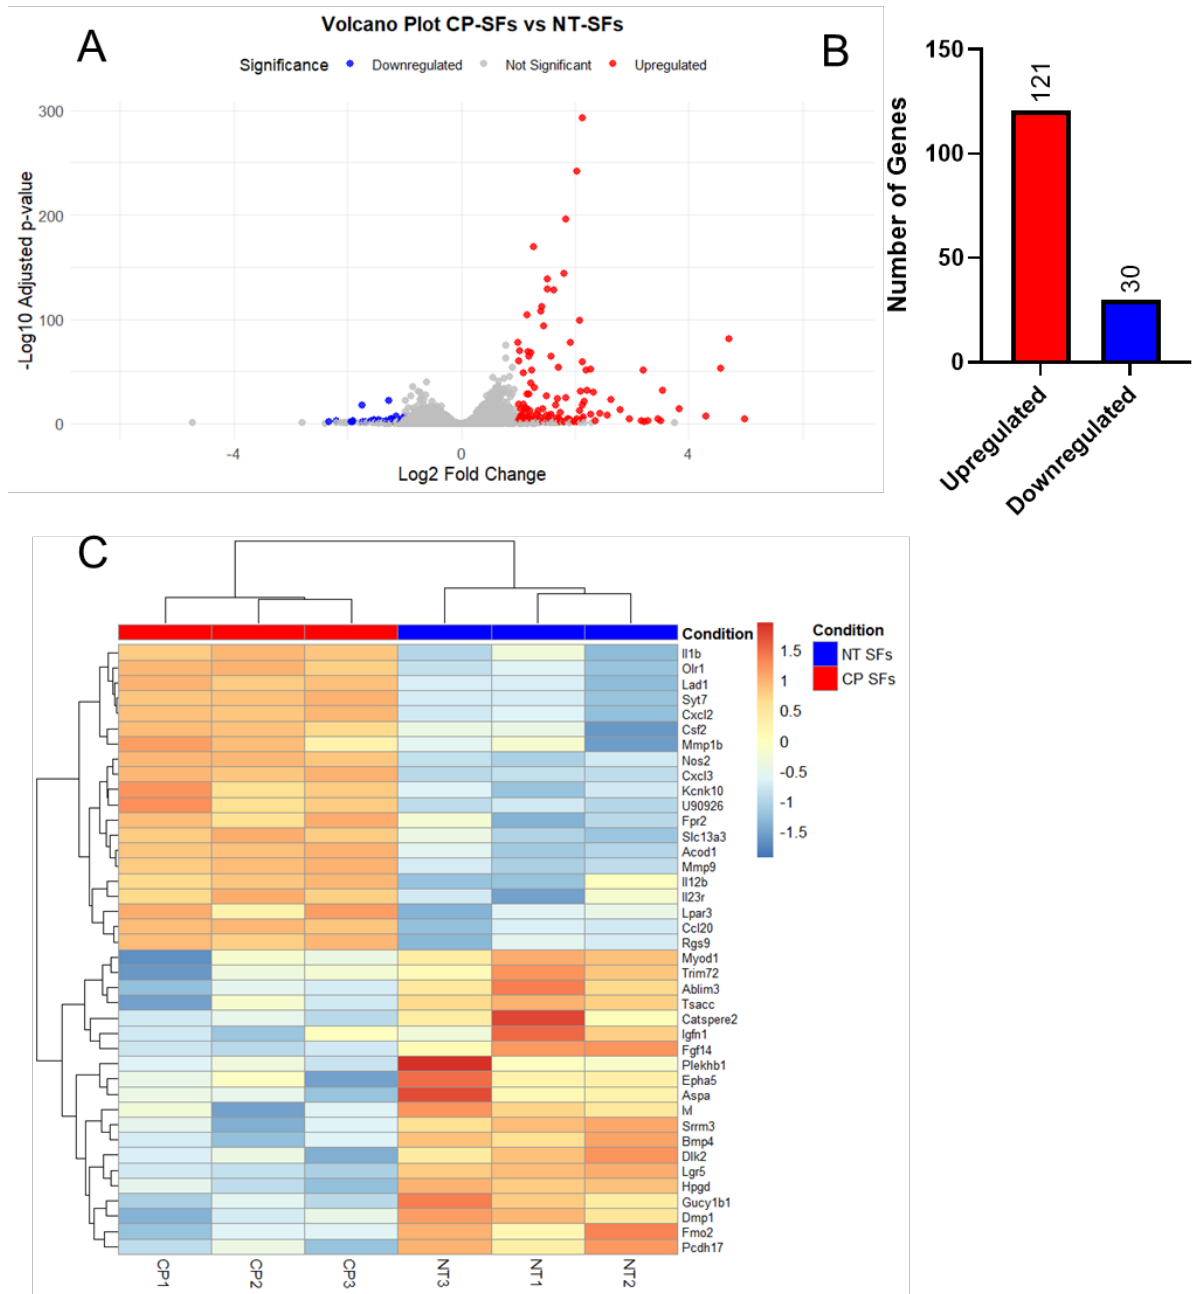 A
Volcano Plot CP-SFs vs NT-SFs
Significance Downregulated Not Significant Upregulated
-Log10 Adjusted p-value
300
200
100
0
-4 0 4
Log2 Fold Change
B
Number of Genes
150
100
50
0
121
30
Upregulated
Downregulated
C
Condition
Il1b
Olr1
Lad1
Syt7
Cxcl2
Csf2
Mmp1b
Nos2
Cxcl3
Kcnk10
U90926
Fpr2
Slc13a3
Acod1
Mmp9
Il12b
Il23r
Lpar3
Ccl20
Rgs9
Myod1
Trim72
Ablim3
Tsacc
Catspere2
Igfn1
Fgf14
Plekhb1
Epha5
Aspa
Srrm3
Bmp4
Dlk2
Lgr5
Hpgd
Gucy1b1
Dmp1
Fmo2
Pcdh17
1.5
1
0.5
0
-0.5
-1
-1.5
Condition
NT SFs
CP SFs
CP1 CP2 CP3 NT3 NT1 NT2